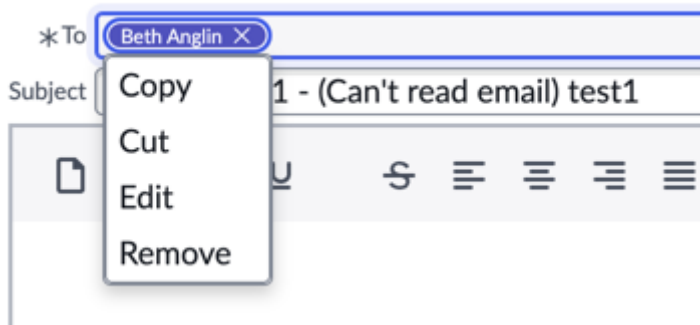 * To Beth Anglin ×
Subject 1 - (Can't read email) test1
Copy
Cut
Edit
Remove